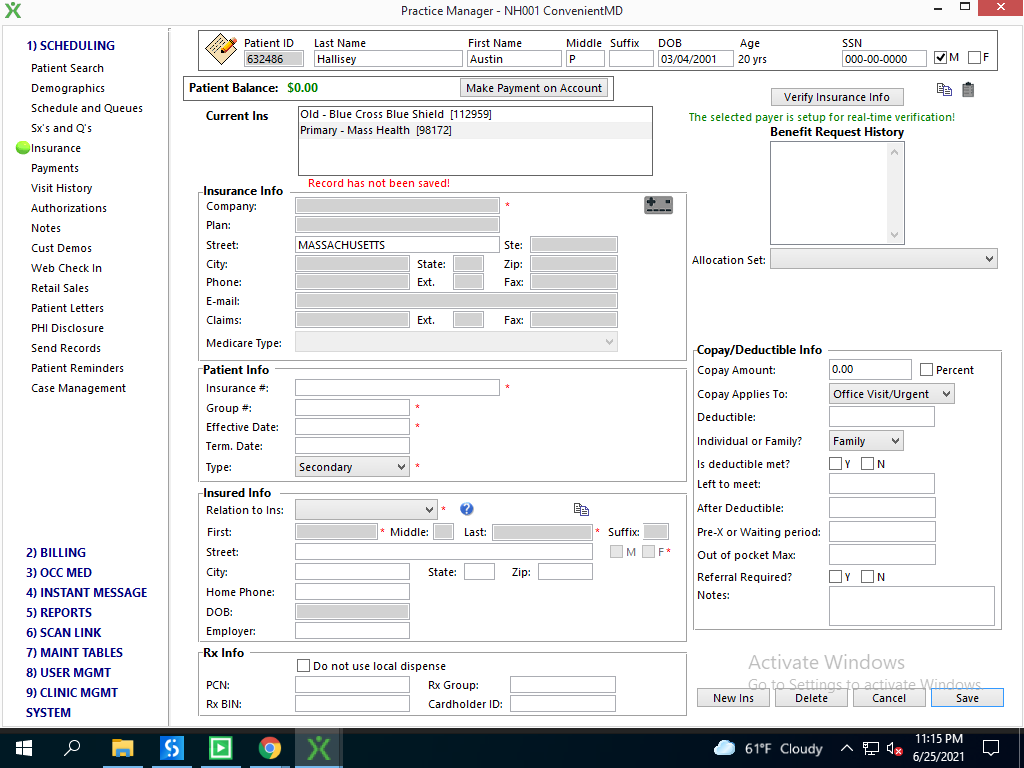 Practice Manager - NH001 ConvenientMD
1) SCHEDULING
Patient Search
Demographics
Schedule and Queues
Sx's and Q's
Insurance
Payments
Visit History
Authorizations
Notes
Cust Demos
Web Check In
Retail Sales
Patient Letters
PHI Disclosure
Send Records
Patient Reminders
Case Management
2) BILLING
3) OCC MED
4) INSTANT MESSAGE
5) REPORTS
6) SCAN LINK
7) MAINT TABLES
8) USER MGMT
9) CLINIC MGMT
SYSTEM
Patient ID Last Name First Name Middle Suffix DOB Age SSN
632486 Hallisey Austin P 03/04/2001 20 yrs 000-00-0000 M F
Patient Balance: $0.00 Make Payment on Account
Current Ins
Old - Blue Cross Blue Shield [112959]
Primary - Mass Health [98172]
Record has not been saved!
Verify Insurance Info
The selected payer is setup for real-time verification!
Benefit Request History
Allocation Set:
Insurance Info
Company: *
Plan:
Street: MASSACHUSETTS Ste:
City: State: Zip:
Phone: Ext. Fax:
E-mail:
Claims: Ext. Fax:
Medicare Type:
Patient Info
Insurance #: *
Group #: *
Effective Date: *
Term. Date:
Type: Secondary *
Insured Info
Relation to Ins: * ?
First: * Middle: Last: * Suffix:
Street: M F *
City: State: Zip:
Home Phone:
DOB:
Employer:
Rx Info
Do not use local dispense
PCN: Rx Group:
Rx BIN: Cardholder ID:
Copay/Deductible Info
Copay Amount: 0.00 Percent
Copay Applies To: Office Visit/Urgent
Deductible:
Individual or Family? Family
Is deductible met? Y N
Left to meet:
After Deductible:
Pre-X or Waiting period:
Out of pocket Max:
Referral Required? Y N
Notes:
Activate Windows
Go to Settings to activate Windows.
New Ins Delete Cancel Save
61°F Cloudy
11:15 PM
6/25/2021